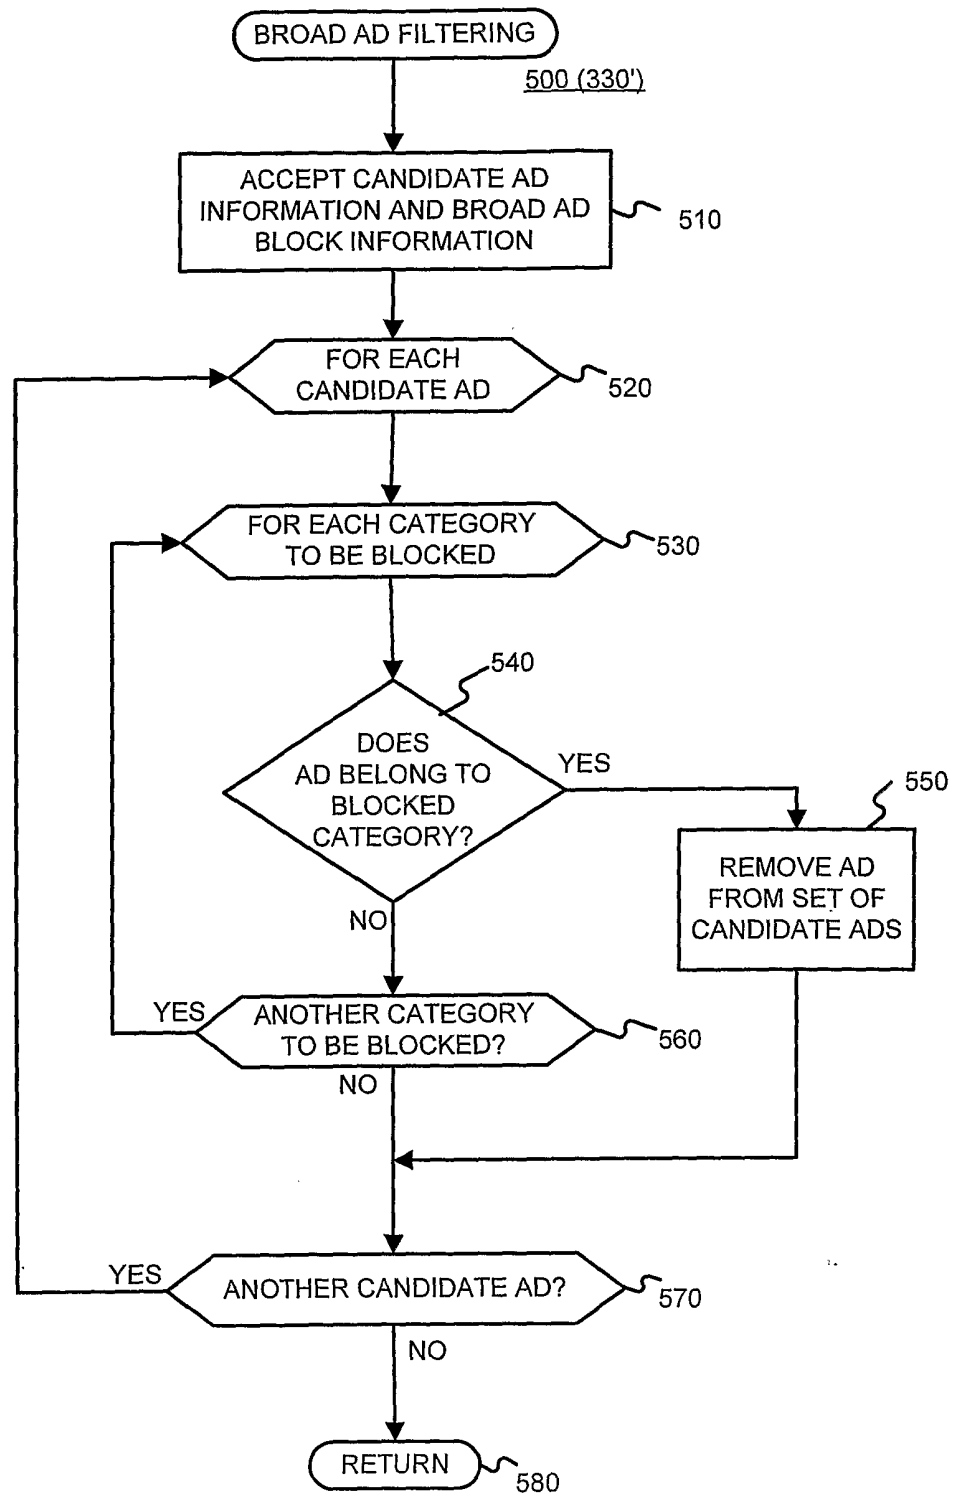 BROAD AD FILTERING
500 (330')
ACCEPT CANDIDATE AD
INFORMATION AND BROAD AD
BLOCK INFORMATION
510
FOR EACH
CANDIDATE AD
520
FOR EACH CATEGORY
TO BE BLOCKED
530
540
DOES
AD BELONG TO
BLOCKED
CATEGORY?
YES
550
REMOVE AD
FROM SET OF
CANDIDATE ADS
NO
YES
ANOTHER CATEGORY
TO BE BLOCKED?
560
NO
YES
ANOTHER CANDIDATE AD?
570
NO
RETURN
580